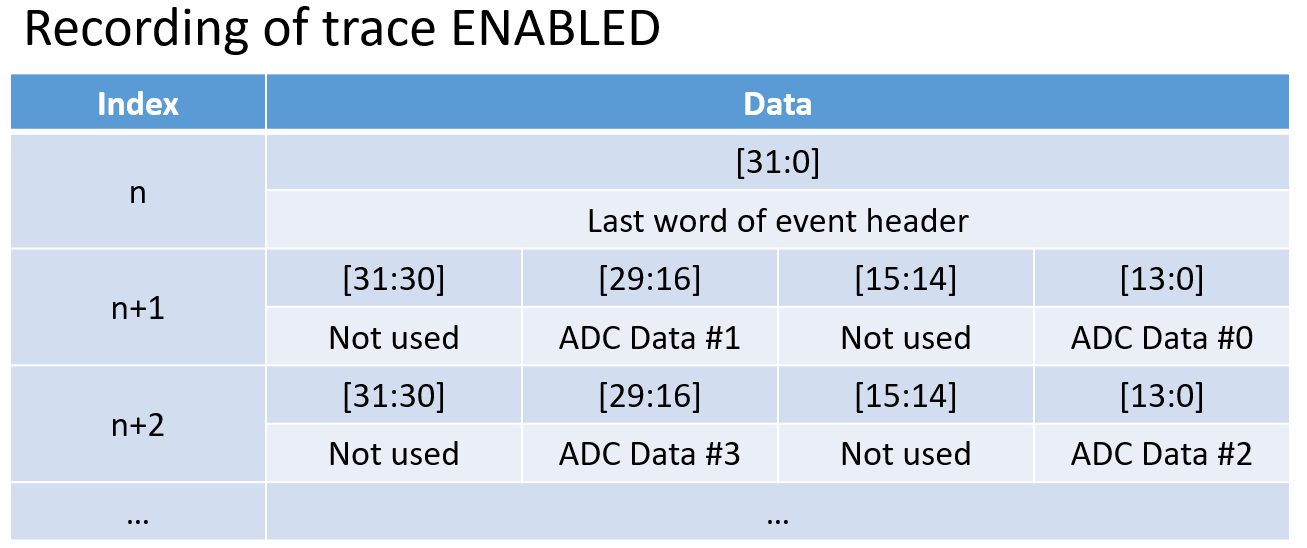 Recording of trace ENABLED
Index Data
n
[31:0]
Last word of event header
n+1
[31:30] [29:16] [15:14] [13:0]
Not used ADC Data #1 Not used ADC Data #0
n+2
[31:30] [29:16] [15:14] [13:0]
Not used ADC Data #3 Not used ADC Data #2
... ...